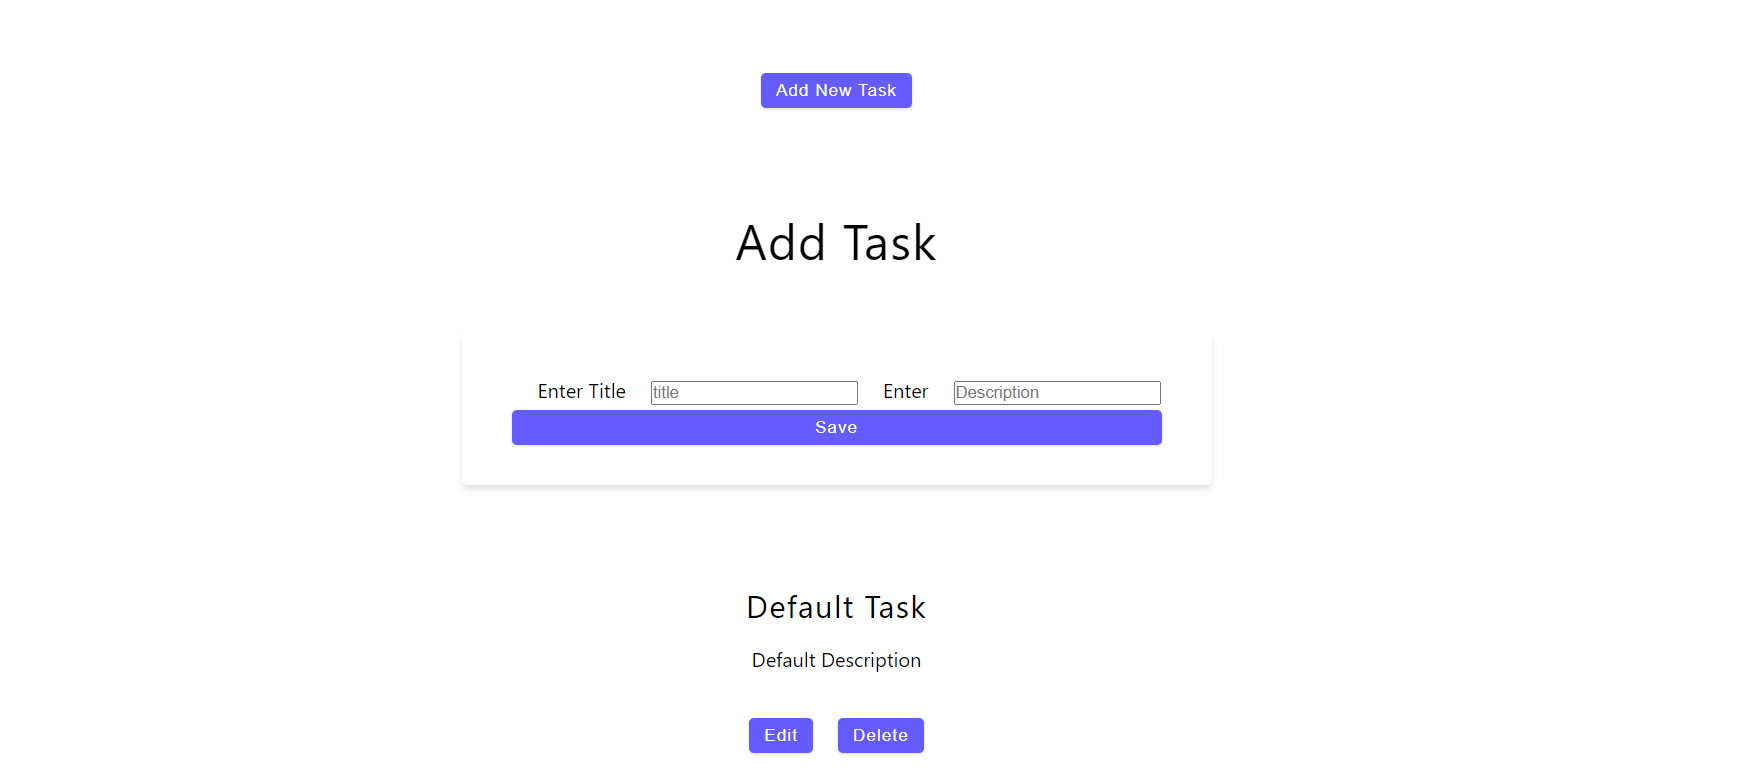 Add New Task
Add Task
Enter Title title Enter Description
Save
Default Task
Default Description
Edit Delete